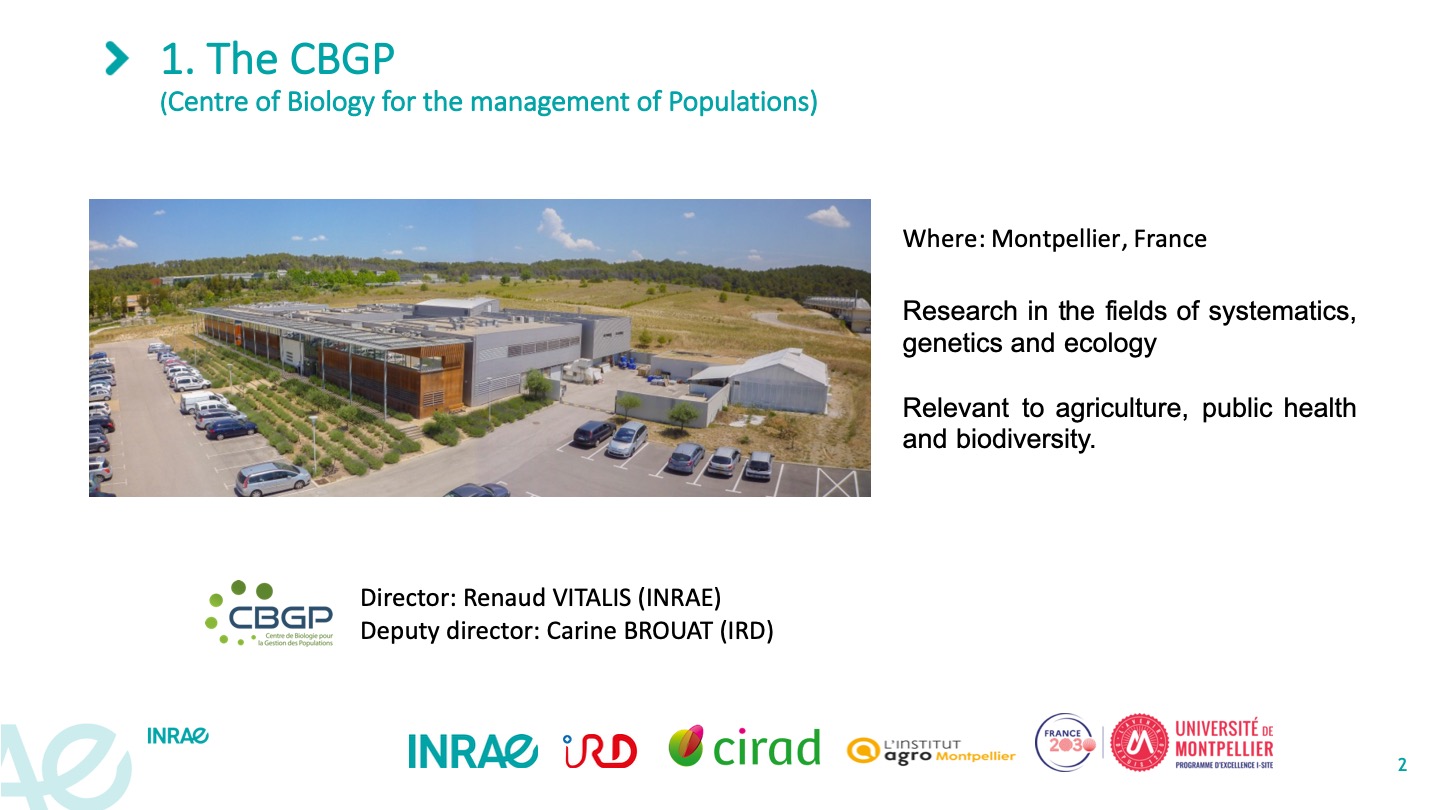 1. The CBGP
(Centre of Biology for the management of Populations)
Where: Montpellier, France
Research in the fields of systematics,
genetics and ecology
Relevant to agriculture, public health
and biodiversity.
CBGP
Centre de Biologie pour
la Gestion des Populations
Director: Renaud VITALIS (INRAE)
Deputy director: Carine BROUAT (IRD)
INRAE
INRAE
IRD
cirad
L'INSTITUT
agro Montpellier
FRANCE
2030
UNIVERSITÉ DE
MONTPELLIER
PROGRAMME D'EXCELLENCE I-SITE
2